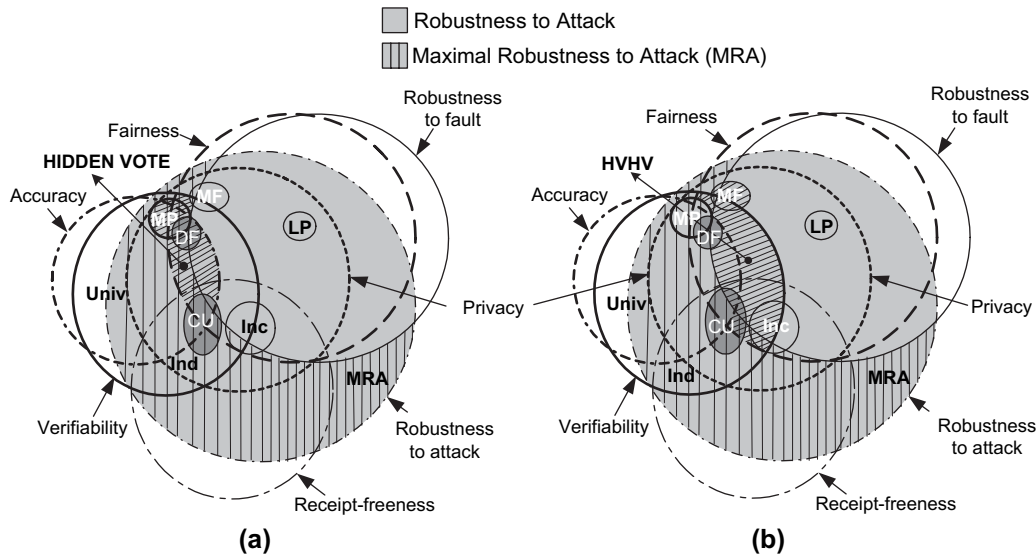 Robustness to Attack
Maximal Robustness to Attack (MRA)
Robustness
to fault
Fairness
HIDDEN VOTE
Accuracy
MF
MP
DF
LP
Univ
Privacy
CU
Inc
Ind
MRA
Verifiability
Robustness
to attack
Receipt-freeness
(a)
Robustness
to fault
Fairness
HVHV
Accuracy
MF
MP
DF
LP
Univ
Privacy
CU
Inc
Ind
MRA
Verifiability
Robustness
to attack
Receipt-freeness
(b)